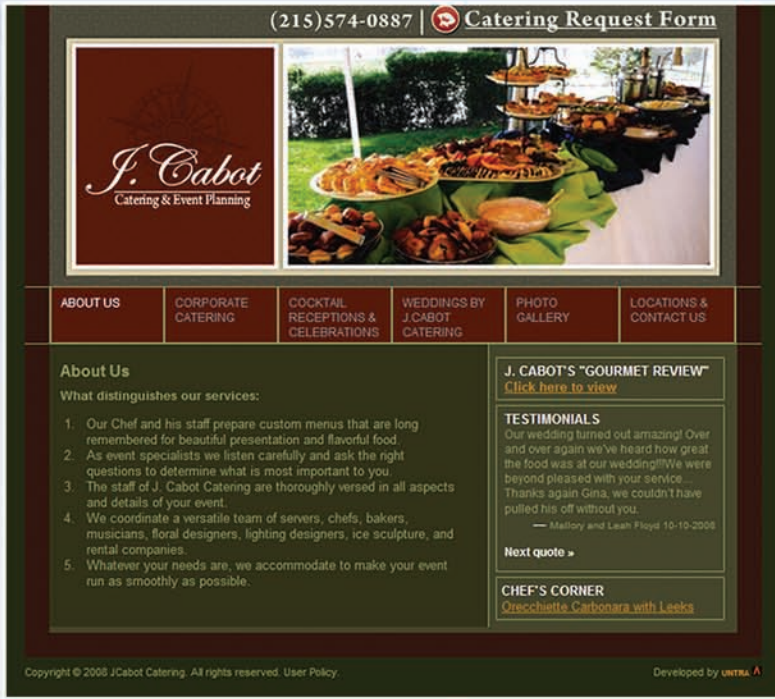 (215)574-0887 | Catering Request Form
J. Cabot
Catering & Event Planning
ABOUT US
CORPORATE
CATERING
COCKTAIL
RECEPTIONS &
CELEBRATIONS
WEDDINGS BY
J.CABOT
CATERING
PHOTO
GALLERY
LOCATIONS &
CONTACT US
About Us
What distinguishes our services:
1. Our Chef and his staff prepare custom menus that are long
remembered for beautiful presentation and flavorful food.
2. As event specialists we listen carefully and ask the right
questions to determine what is most important to you.
3. The staff of J. Cabot Catering are thoroughly versed in all aspects
and details of your event.
4. We coordinate a versatile team of servers, chefs, bakers,
musicians, floral designers, lighting designers, ice sculpture, and
rental companies.
5. Whatever your needs are, we accommodate to make your event
run as smoothly as possible.
J. CABOT'S "GOURMET REVIEW"
Click here to view
TESTIMONIALS
Our wedding turned out amazing! Over
and over again we've heard how great
the food was at our wedding!!!We were
beyond pleased with your service...
Thanks again Gina, we couldn't have
pulled his off without you.
— Mallory and Leah Floyd 10-10-2008
Next quote »
CHEF'S CORNER
Orecchiette Carbonara with Leeks
Copyright © 2008 JCabot Catering. All rights reserved. User Policy.
Developed by UNTRA